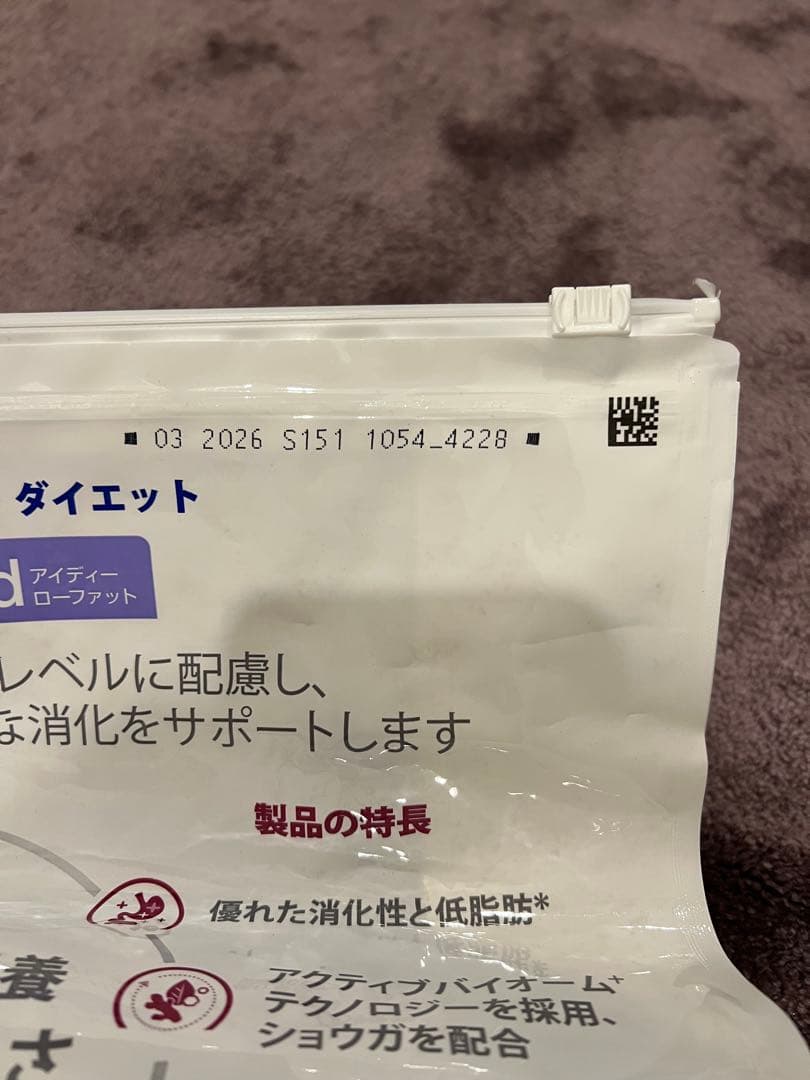 03 2026 S151 1054_4228
ダイエット
d アイディー
ローファット
レベルに配慮し、
な消化をサポートします
製品の特長
優れた消化性と低脂肪*
アクティブバイオーム+
テクノロジーを採用、
ショウガを配合
養
さ